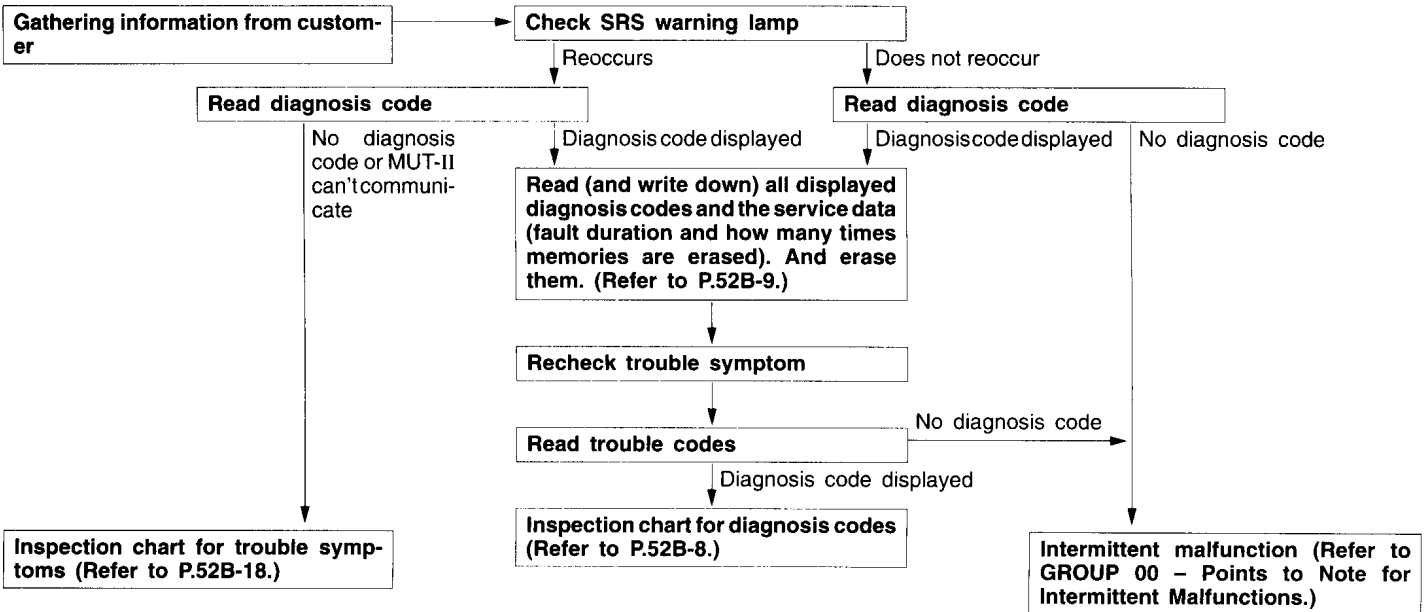 Gathering information from custom-
er
Check SRS warning lamp
Reoccurs
Does not reoccur
Read diagnosis code
Read diagnosis code
No diagnosis
code or MUT-II
can't communi-
cate
Diagnosis code displayed
Diagnosis code displayed
No diagnosis code
Read (and write down) all displayed
diagnosis codes and the service data
(fault duration and how many times
memories are erased). And erase
them. (Refer to P.52B-9.)
Recheck trouble symptom
Read trouble codes
No diagnosis code
Diagnosis code displayed
Inspection chart for diagnosis codes
(Refer to P.52B-8.)
Inspection chart for trouble symp-
toms (Refer to P.52B-18.)
Intermittent malfunction (Refer to
GROUP 00 – Points to Note for
Intermittent Malfunctions.)